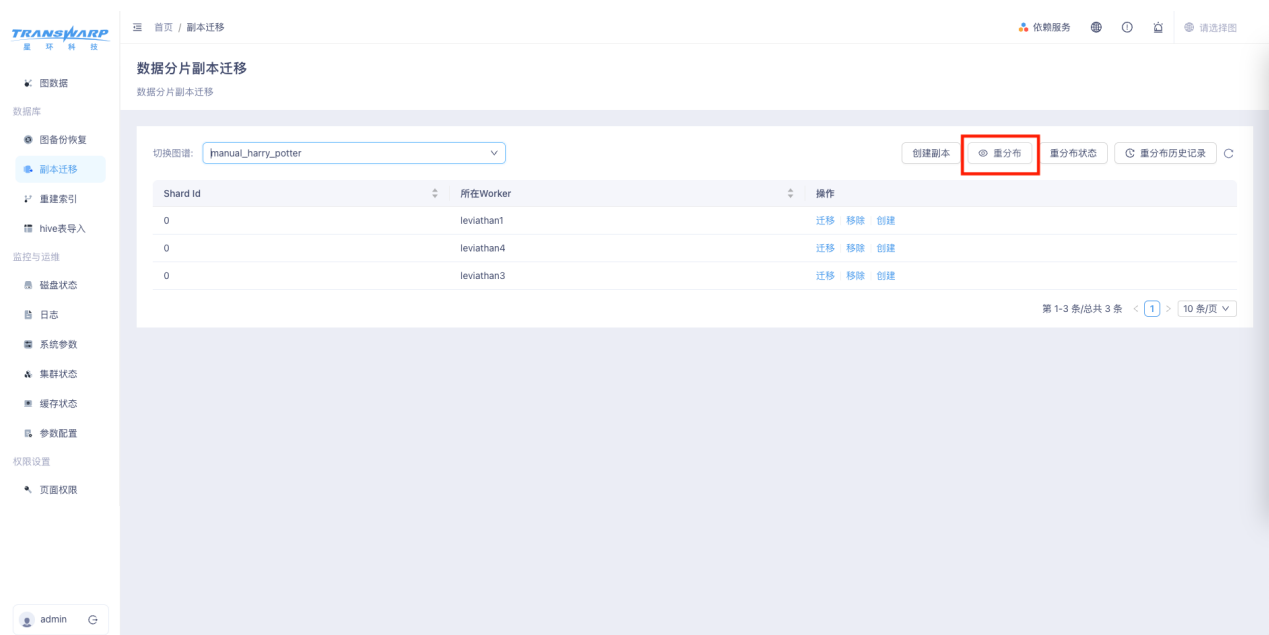 TRANSWARP
星 环 科 技
首页 / 副本迁移
依赖服务
请选择图
数据分片副本迁移
数据分片副本迁移
图数据
数据库
图备份恢复
副本迁移
重建索引
hive表导入
监控与运维
磁盘状态
日志
系统参数
集群状态
缓存状态
参数配置
权限设置
页面权限
admin
切换图谱: manual_harry_potter
创建副本 重分布 重分布状态 重分布历史记录
Shard Id 所在Worker 操作
0 leviathan1 迁移 移除 创建
0 leviathan4 迁移 移除 创建
0 leviathan3 迁移 移除 创建
第 1-3 条/总共 3 条 < 1 > 10 条/页